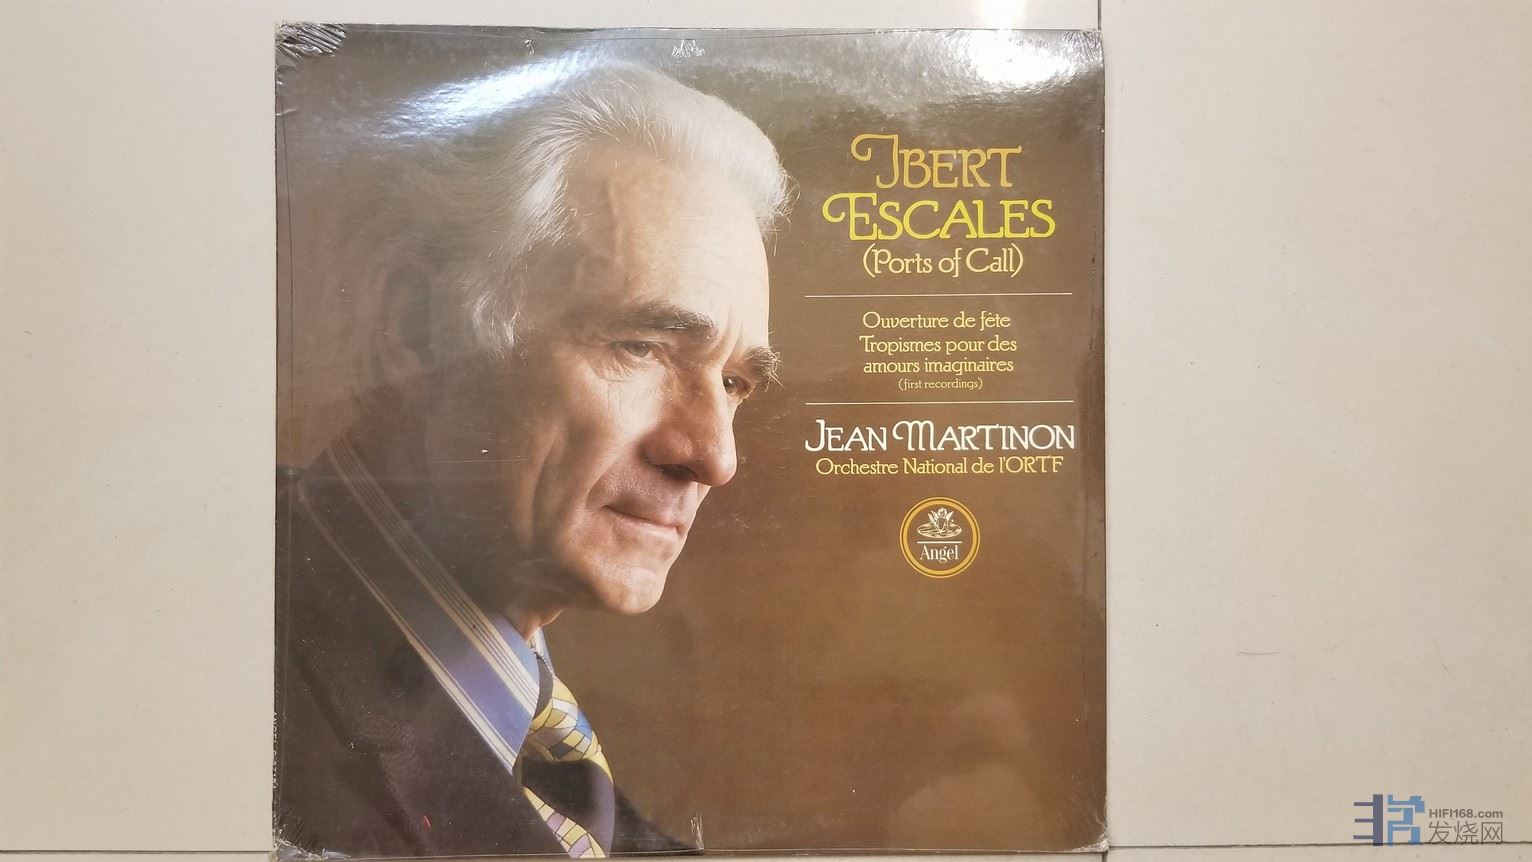 IBERT
ESCALES
(Ports of Call)
Ouverture de fête
Tropismes pour des
amours imaginaires
(first recordings)
JEAN MARTINON
Orchestre National de l'ORTF
Angel
HIFI168.com
发烧网